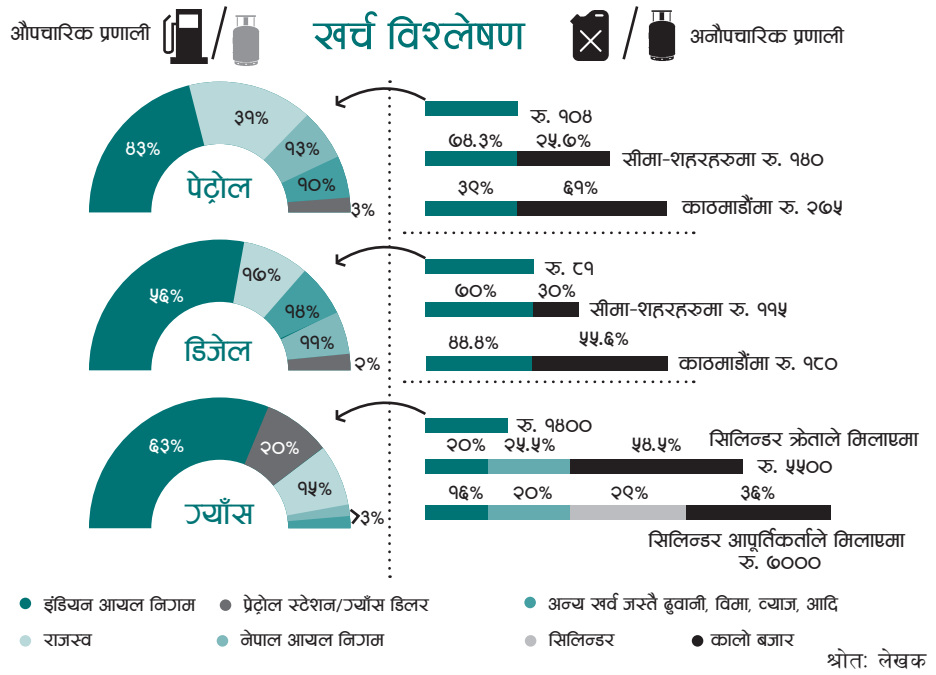 औपचारिक प्रणाली
खर्च विश्लेषण
अनौपचारिक प्रणाली
४३%
३१%
१३%
१०%
३%
पेट्रोल
रु. १०४
७४.३% २५.७%
सीमा-शहरहरुमा रु. १४०
३९% ६१%
काठमाडौंमा रु. २७५
५६%
१७%
१४%
११%
२%
डिजेल
रु. ८१
७०% ३०%
सीमा-शहरहरुमा रु. ११५
४४.४% ५५.६%
काठमाडौंमा रु. १८०
६३%
२०%
१५%
३%
ग्याँस
रु. १४००
२०% २५.५% ५४.५%
सिलिन्डर क्रेताले मिलाएमा
रु. ५५००
१६% २०% २९% ३६%
सिलिन्डर आपूर्तिकर्ताले मिलाएमा
रु. ७०००
इंडियन आयल निगम
प्रेट्रोल स्टेशन/ग्याँस डिलर
अन्य खर्व जस्तै ढुवानी, विमा, व्याज, आदि
राजस्व
नेपाल आयल निगम
सिलिन्डर
कालो बजार
श्रोत: लेखक